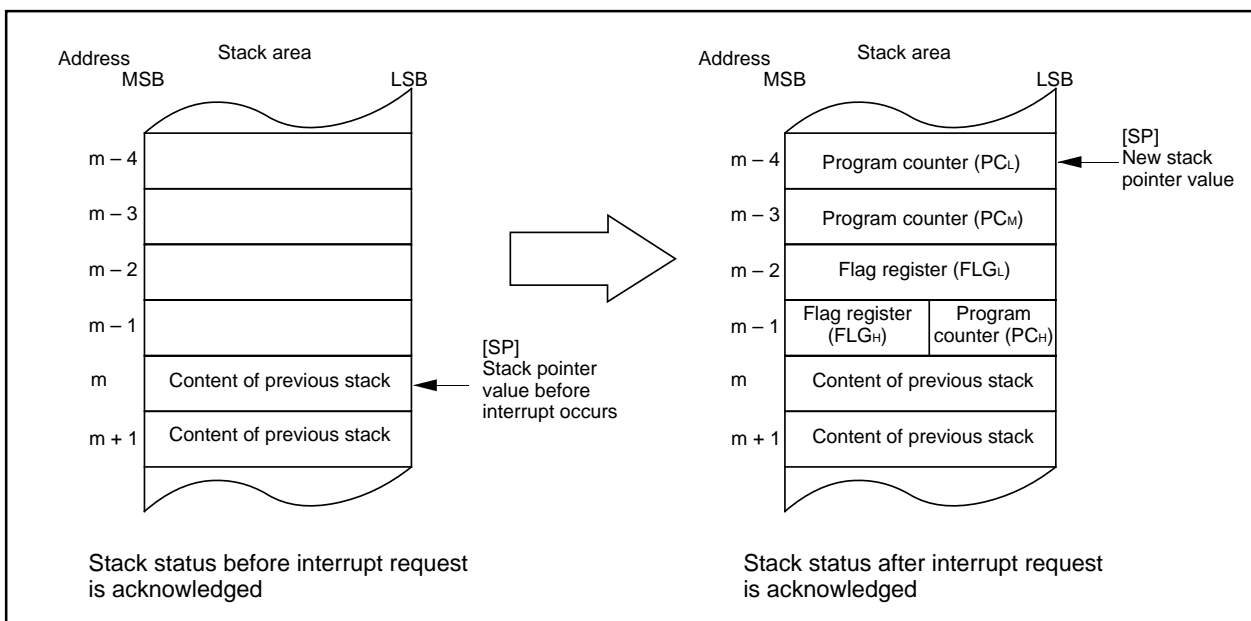 Address
Stack area
MSB
LSB
m – 4
m – 3
m – 2
m – 1
m
Content of previous stack
m + 1
Content of previous stack
[SP]
Stack pointer
value before
interrupt occurs
Stack status before interrupt request
is acknowledged
Address
Stack area
MSB
LSB
m – 4
Program counter (PCL)
[SP]
New stack
pointer value
m – 3
Program counter (PCM)
m – 2
Flag register (FLGL)
m – 1
Flag register
(FLGH)
Program
counter (PCH)
m
Content of previous stack
m + 1
Content of previous stack
Stack status after interrupt request
is acknowledged